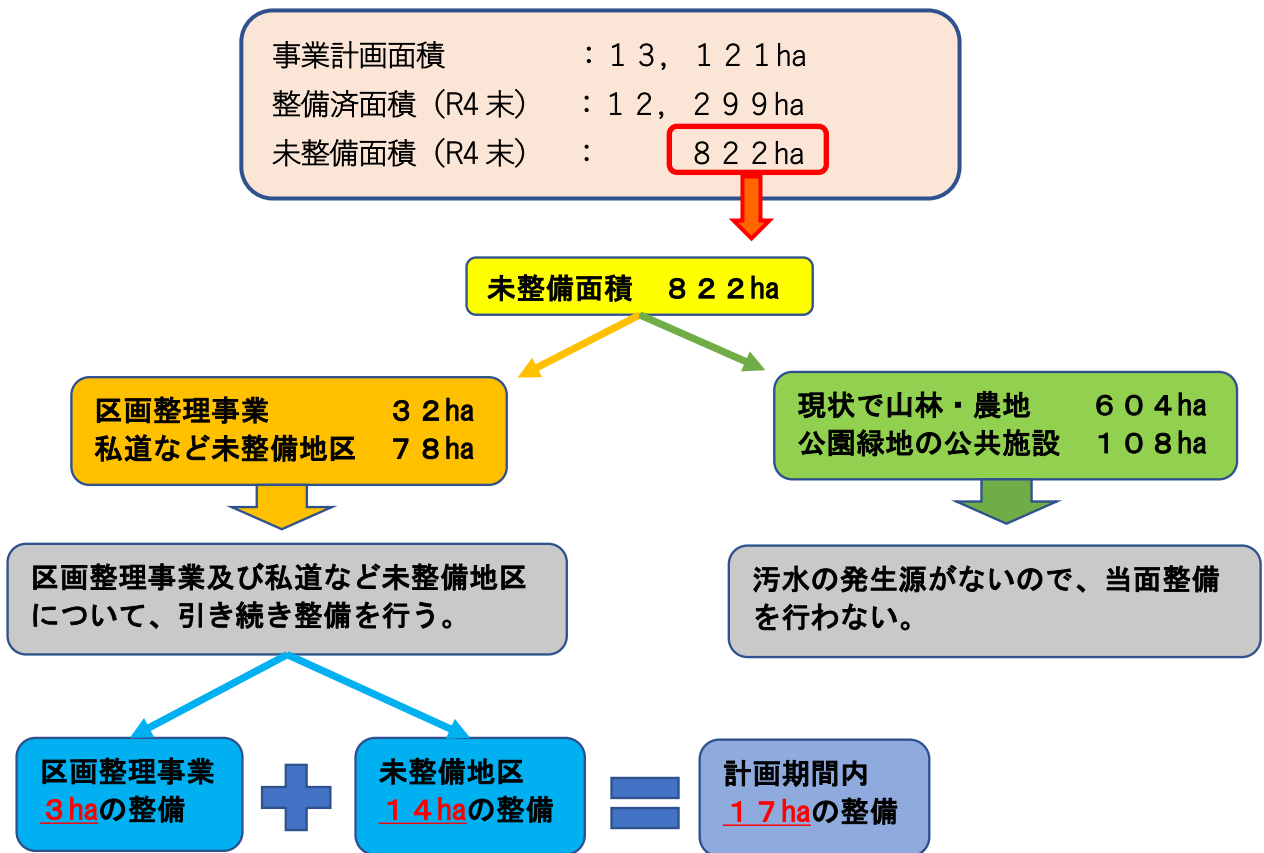 事業計画面積　　　　　：１３，１２１ha
整備済面積（R4末）　：１２，２９９ha
未整備面積（R4末）　：　　８２２ha
未整備面積　８２２ha
区画整理事業　　　　３２ha
私道など未整備地区　７８ha
現状で山林・農地　　６０４ha
公園緑地の公共施設　１０８ha
区画整理事業及び私道など未整備地区
について、引き続き整備を行う。
汚水の発生源がないので、当面整備
を行わない。
区画整理事業
３haの整備
未整備地区
１４haの整備
計画期間内
１７haの整備